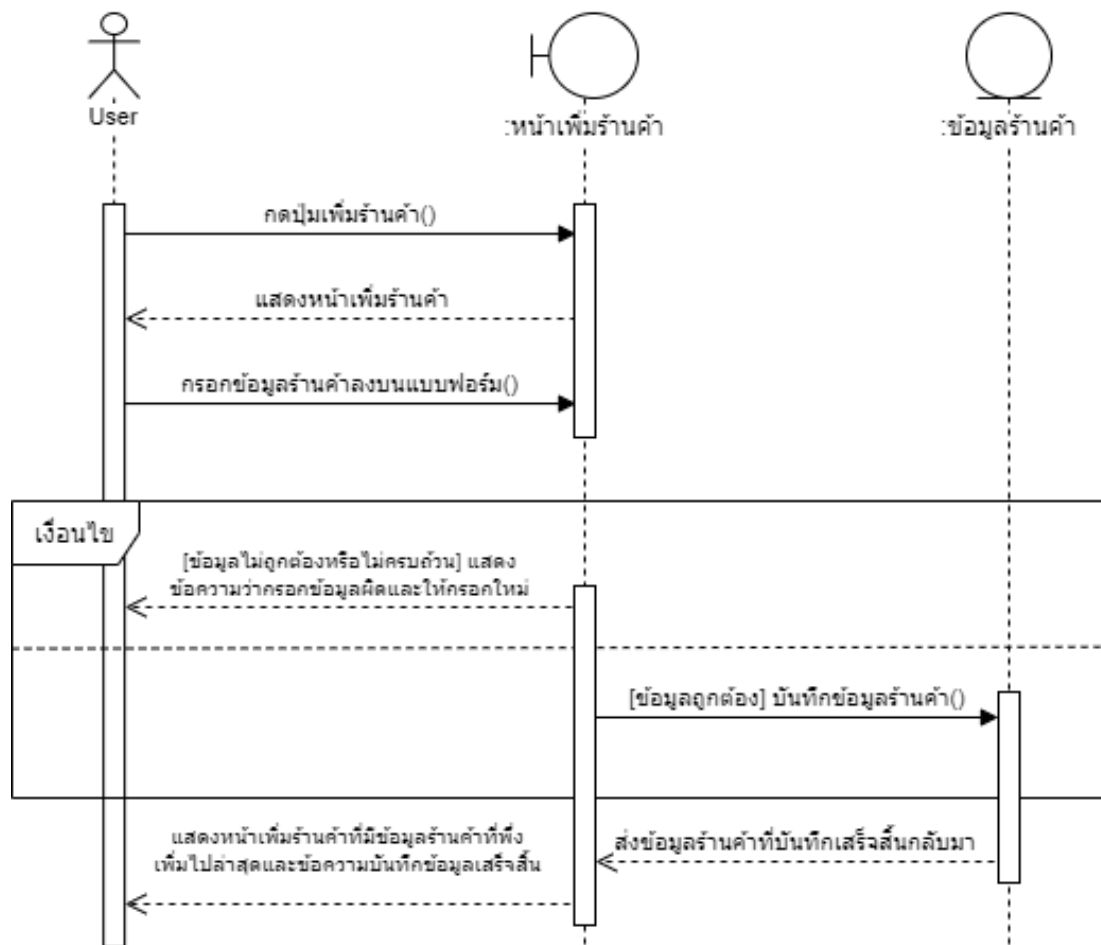 User
:หน้าเพิ่มร้านค้า
:ข้อมูลร้านค้า
กดปุ่มเพิ่มร้านค้า()
แสดงหน้าเพิ่มร้านค้า
กรอกข้อมูลร้านค้าลงบนแบบฟอร์ม()
เงื่อนไข
[ข้อมูลไม่ถูกต้องหรือไม่ครบถ้วน] แสดง
ข้อความว่ากรอกข้อมูลผิดและให้กรอกใหม่
[ข้อมูลถูกต้อง] บันทึกข้อมูลร้านค้า()
ส่งข้อมูลร้านค้าที่บันทึกเสร็จสิ้นกลับมา
แสดงหน้าเพิ่มร้านค้าที่มีข้อมูลร้านค้าที่พึ่ง
เพิ่มไปล่าสุดและข้อความบันทึกข้อมูลเสร็จสิ้น